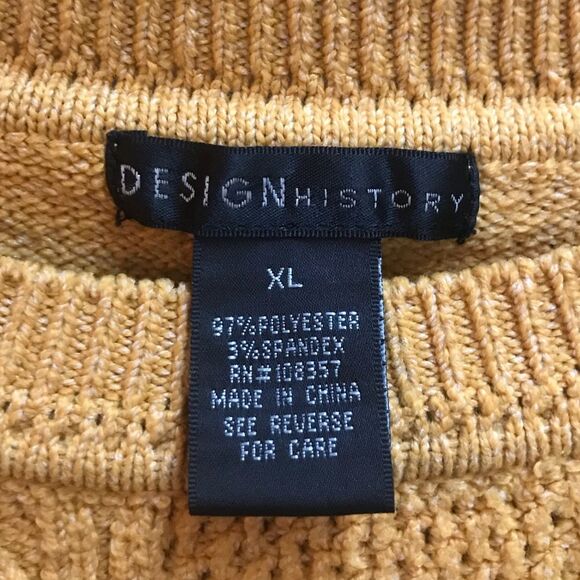 DESIGNHISTORY
XL
97%POLYESTER
3%SPANDEX
RN#108357
MADE IN CHINA
SEE REVERSE
FOR CARE